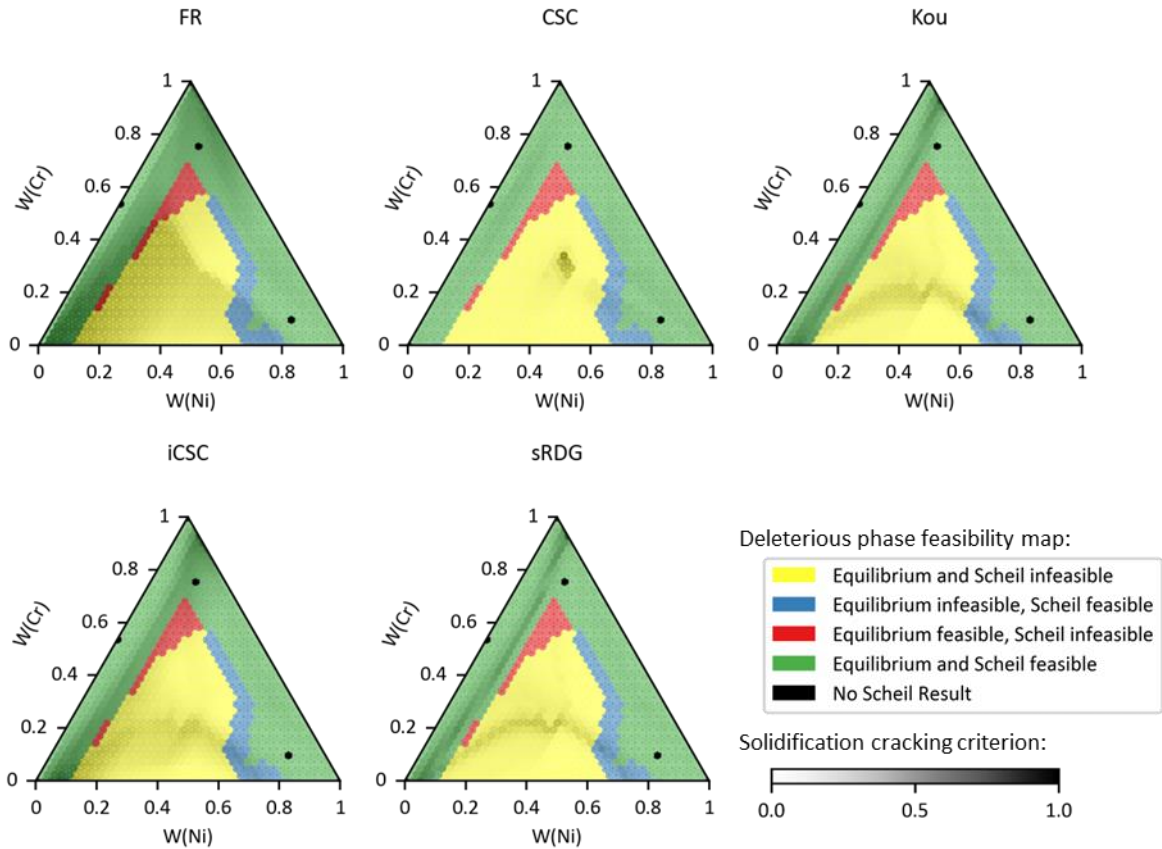 FR
CSC
Kou
1
0.8
0.6
0.4
0.2
0
W(Cr)
0 0.2 0.4 0.6 0.8 1
W(Ni)
1
0.8
0.6
0.4
0.2
0
W(Cr)
0 0.2 0.4 0.6 0.8 1
W(Ni)
1
0.8
0.6
0.4
0.2
0
W(Cr)
0 0.2 0.4 0.6 0.8 1
W(Ni)
iCSC
sRDG
1
0.8
0.6
0.4
0.2
0
W(Cr)
0 0.2 0.4 0.6 0.8 1
W(Ni)
1
0.8
0.6
0.4
0.2
0
W(Cr)
0 0.2 0.4 0.6 0.8 1
W(Ni)
Deleterious phase feasibility map:
Equilibrium and Scheil infeasible
Equilibrium infeasible, Scheil feasible
Equilibrium feasible, Scheil infeasible
Equilibrium and Scheil feasible
No Scheil Result
Solidification cracking criterion:
0.0 0.5 1.0